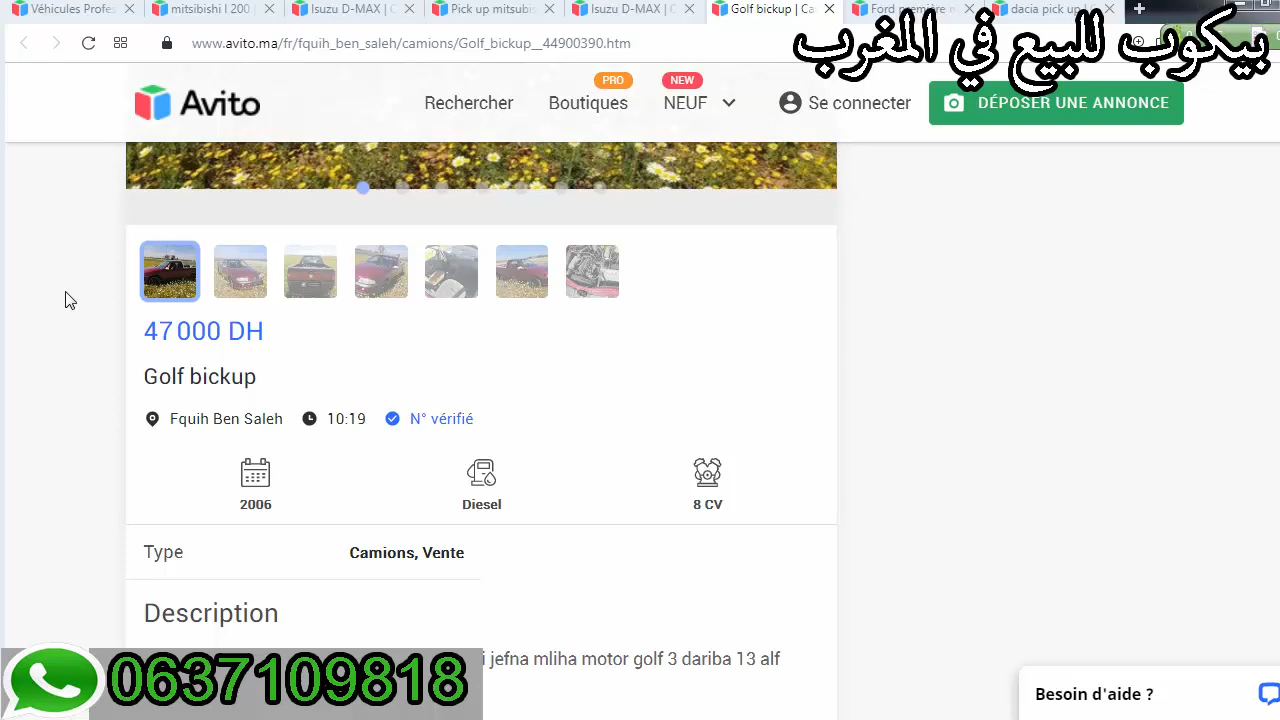 Véhicules Profes
mitsibishi l 200
Isuzu D-MAX | C
Pick up mitsubis
Isuzu D-MAX | C
Golf bickup | Ca
Ford première
dacia pick up |
بيكوب للبيع في المغرب
www.avito.ma/fr/fquih_ben_saleh/camions/Golf_bickup__44900390.htm
Avito
Rechercher
PRO
Boutiques
NEW
NEUF
Se connecter
DÉPOSER UNE ANNONCE
47 000 DH
Golf bickup
Fquih Ben Saleh 10:19 N° vérifié
2006 Diesel 8 CV
Type Camions, Vente
Description
i jefna mliha motor golf 3 dariba 13 alf
0637109818
Besoin d'aide ?